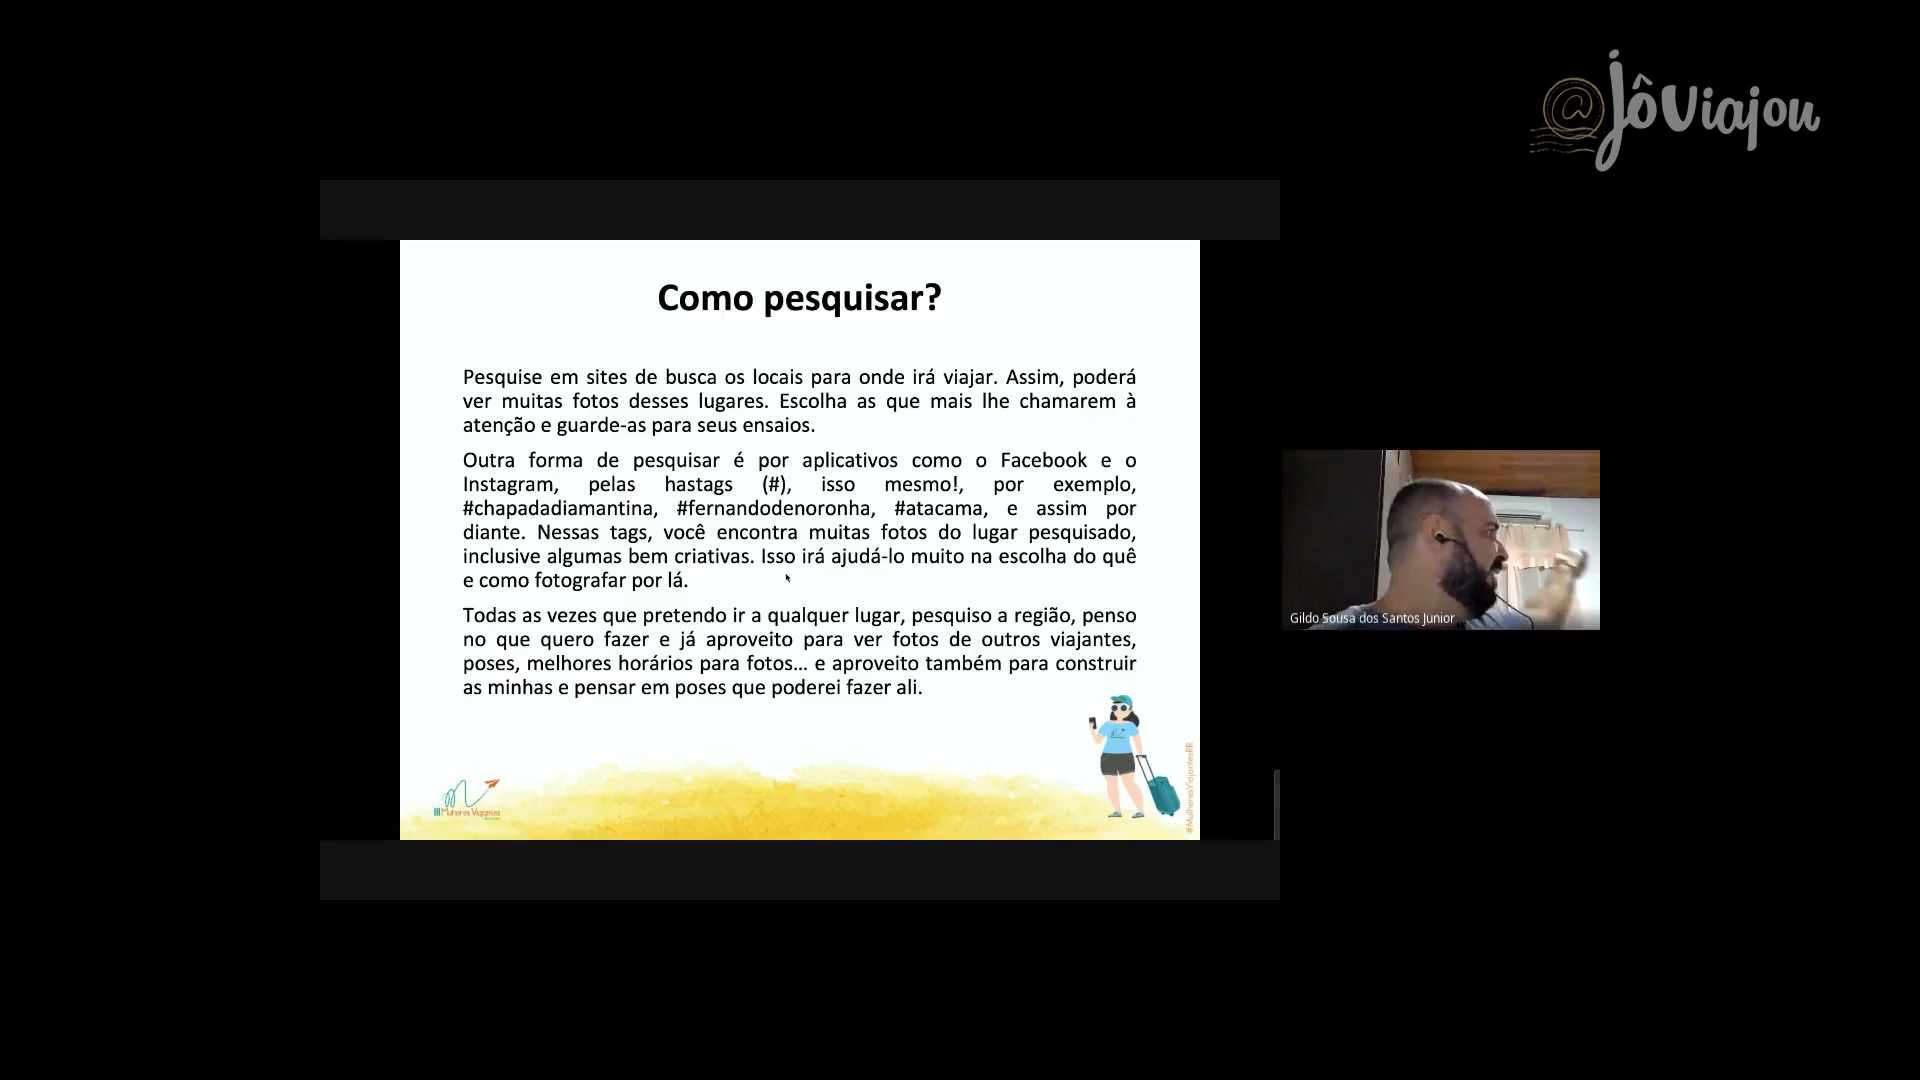 @jôviajou
Como pesquisar?
Pesquise em sites de busca os locais para onde irá viajar. Assim, poderá
ver muitas fotos desses lugares. Escolha as que mais lhe chamarem à
atenção e guarde-as para seus ensaios.
Outra forma de pesquisar é por aplicativos como o Facebook e o
Instagram, pelas hastags (#), isso mesmo!, por exemplo,
#chapadadiamantina, #fernandodenoronha, #atacama, e assim por
diante. Nessas tags, você encontra muitas fotos do lugar pesquisado,
inclusive algumas bem criativas. Isso irá ajudá-lo muito na escolha do quê
e como fotografar por lá.
Todas as vezes que pretendo ir a qualquer lugar, pesquiso a região, penso
no que quero fazer e já aproveito para ver fotos de outros viajantes,
poses, melhores horários para fotos... e aproveito também para construir
as minhas e pensar em poses que poderei fazer ali.
Mulheres Viajantes
#MulheresViajantesRR
Gildo Sousa dos Santos Junior